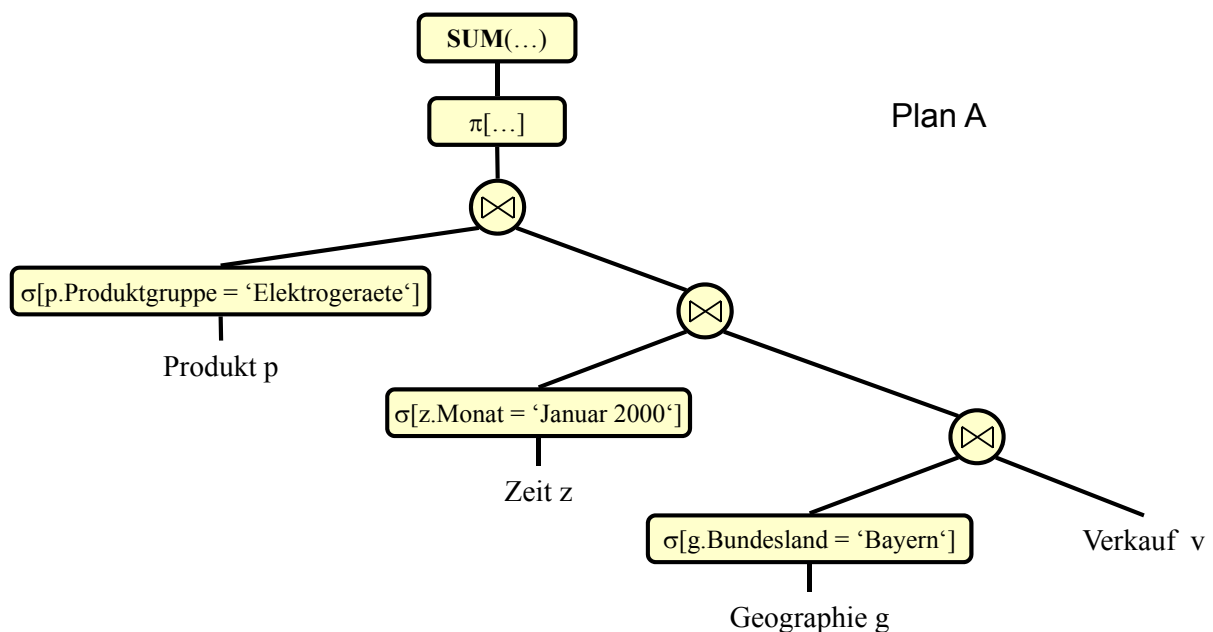 SUM(…)
π[…]
Plan A
⋈
σ[p.Produktgruppe = ‘Elektrogeraete‘]
⋈
Produkt p
σ[z.Monat = ‘Januar 2000‘]
⋈
Zeit z
σ[g.Bundesland = ‘Bayern‘]
Verkauf v
Geographie g